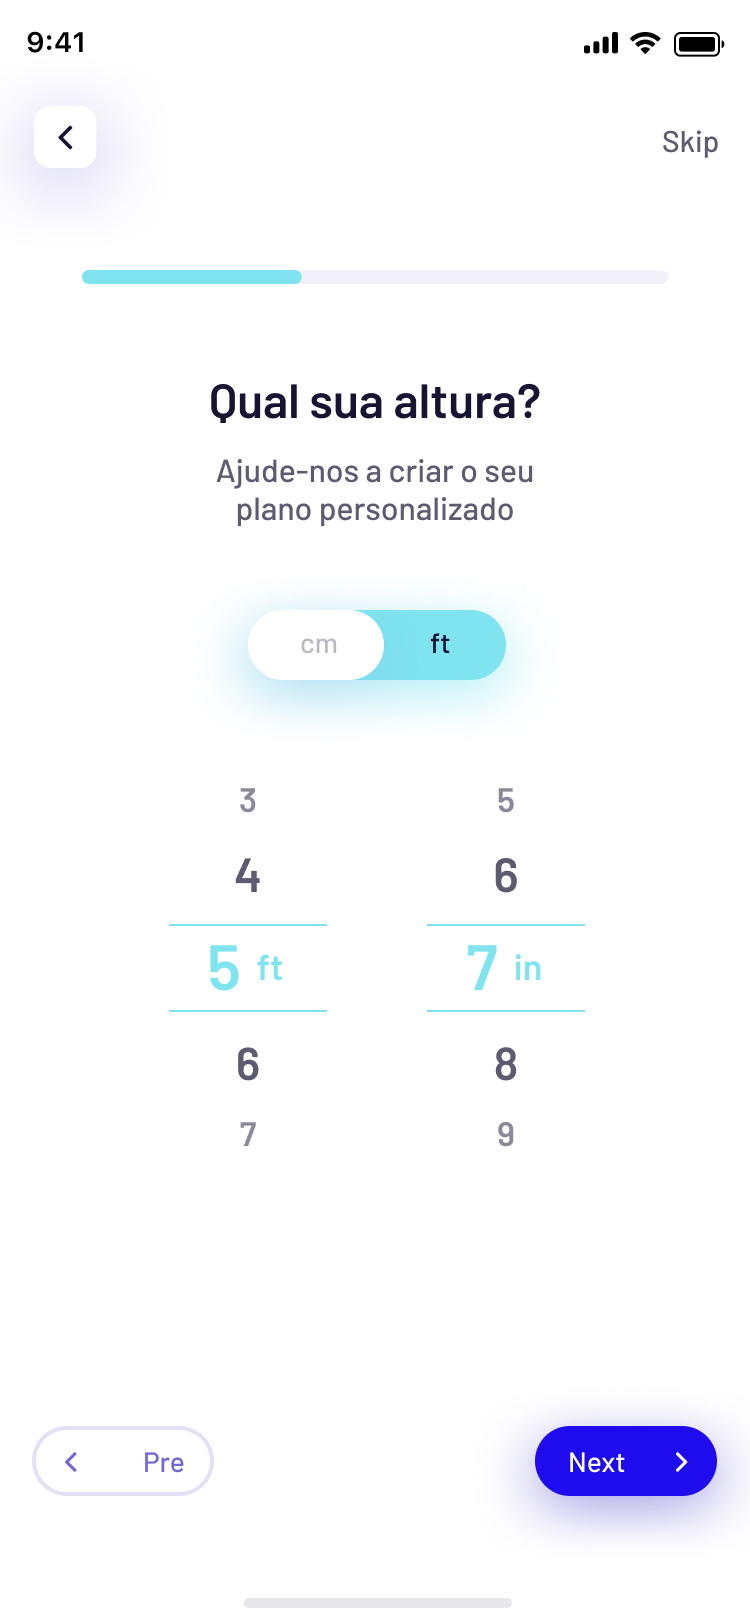 9:41
Skip
Qual sua altura?
Ajude-nos a criar o seu
plano personalizado
cm ft
3 5
4 6
5 ft 7 in
6 8
7 9
Pre Next